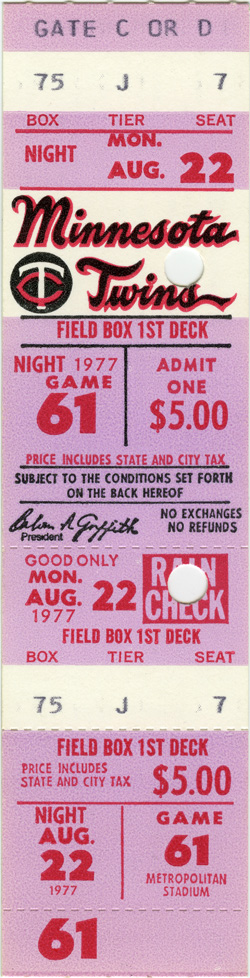 GATE C OR D
75 J 7
BOX TIER SEAT
NIGHT MON. AUG. 22
Minnesota
TC Twins
FIELD BOX 1ST DECK
NIGHT 1977
GAME
61
ADMIT
ONE
$5.00
PRICE INCLUDES STATE AND CITY TAX
SUBJECT TO THE CONDITIONS SET FORTH
ON THE BACK HEREOF
Calvin R Griffith
President
NO EXCHANGES
NO REFUNDS
GOOD ONLY
MON.
AUG. 22
1977
RAIN
CHECK
FIELD BOX 1ST DECK
BOX TIER SEAT
75 J 7
FIELD BOX 1ST DECK
PRICE INCLUDES
STATE AND CITY TAX
$5.00
NIGHT
AUG.
22
1977
GAME
61
METROPOLITAN
STADIUM
61